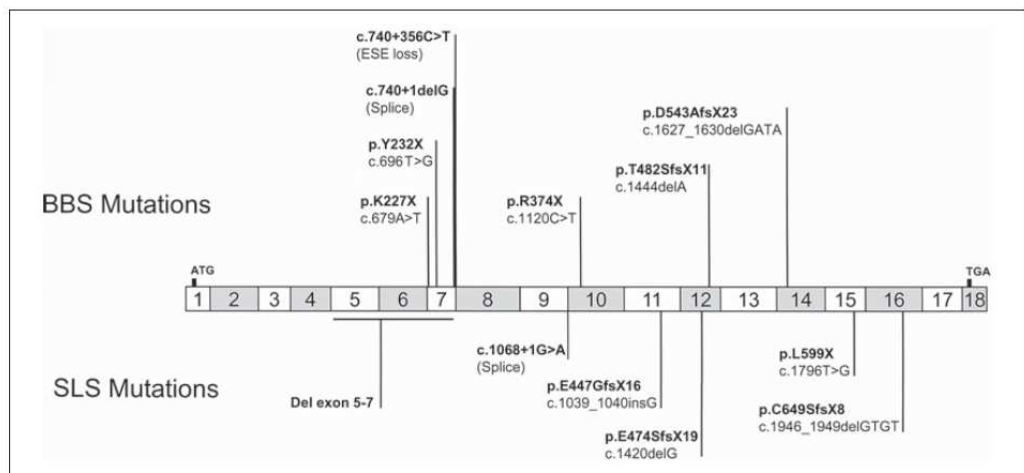 c.740+356C>T
(ESE loss)
c.740+1delG
(Splice)
p.D543AfsX23
c.1627_1630delGATA
p.Y232X
c.696T>G
p.T482SfsX11
c.1444delA
BBS Mutations
p.K227X
c.679A>T
p.R374X
c.1120C>T
ATG
TGA
1 2 3 4 5 6 7 8 9 10 11 12 13 14 15 16 17 18
c.1068+1G>A
(Splice)
p.L599X
c.1796T>G
SLS Mutations
p.E447GfsX16
c.1039_1040insG
Del exon 5-7
p.C649SfsX8
c.1946_1949delGTGT
p.E474SfsX19
c.1420delG